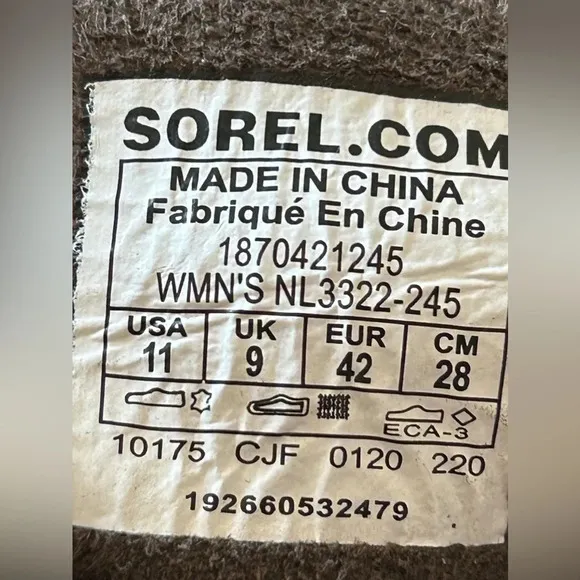 SOREL.COM
MADE IN CHINA
Fabriqué En Chine
1870421245
WMN'S NL3322-245
USA UK EUR CM
11 9 42 28
ECA-3
10175 CJF 0120 220
192660532479